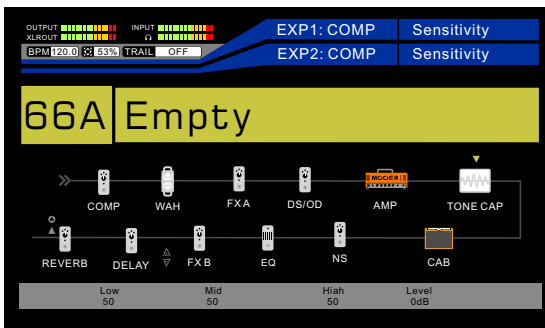 OUTPUT INPUT EXP1: COMP Sensitivity
XLROUT
BPM 120.0 53% TRAIL OFF EXP2: COMP Sensitivity
66A Empty
MOOER
COMP WAH FX A DS/OD AMP TONE CAP
REVERB DELAY FX B EQ NS CAB
Low Mid Hiah Level
50 50 50 0dB